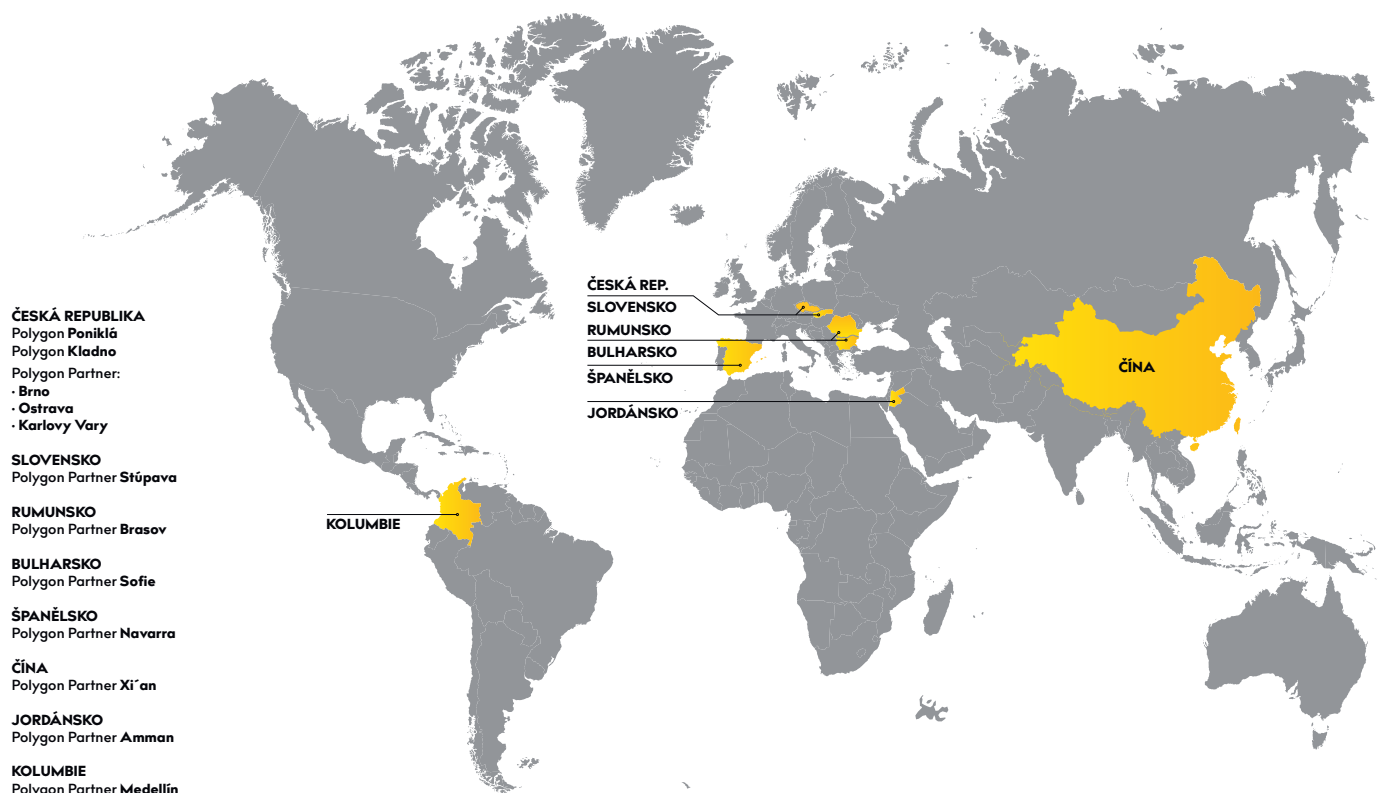 ČESKÁ REPUBLIKA
Polygon Poniklá
Polygon Kladno
Polygon Partner:
· Brno
· Ostrava
· Karlovy Vary
SLOVENSKO
Polygon Partner Stúpava
RUMUNSKO
Polygon Partner Brasov
BULHARSKO
Polygon Partner Sofie
ŠPANĚLSKO
Polygon Partner Navarra
ČÍNA
Polygon Partner Xi´an
JORDÁNSKO
Polygon Partner Amman
KOLUMBIE
Polygon Partner Medellín
KOLUMBIE
ČESKÁ REP.
SLOVENSKO
RUMUNSKO
BULHARSKO
ŠPANĚLSKO
JORDÁNSKO
ČÍNA